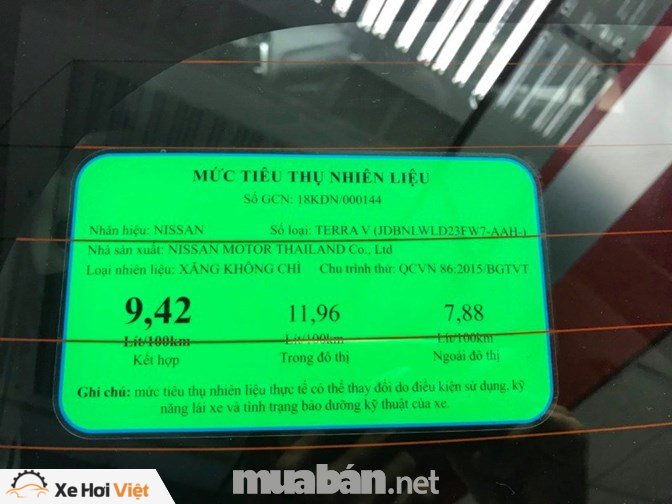 MỨC TIÊU THỤ NHIÊN LIỆU
Số GCN: 18KDN/000144
Nhãn hiệu: NISSAN Số loại: TERRA V (JDBNLWLD23FW7-AAH-)
Nhà sản xuất: NISSAN MOTOR THAILAND Co., Ltd
Loại nhiên liệu: XĂNG KHÔNG CHÌ Chu trình thử: QCVN 86:2015/BGTVT
9,42 11,96 7,88
Lít/100km Lít/100km Lít/100km
Kết hợp Trong đô thị Ngoài đô thị
Ghi chú: mức tiêu thụ nhiên liệu thực tế có thể thay đổi do điều kiện sử dụng, kỹ
năng lái xe và tình trạng bảo dưỡng kỹ thuật của xe.
Xe Hơi Việt
muabán.net